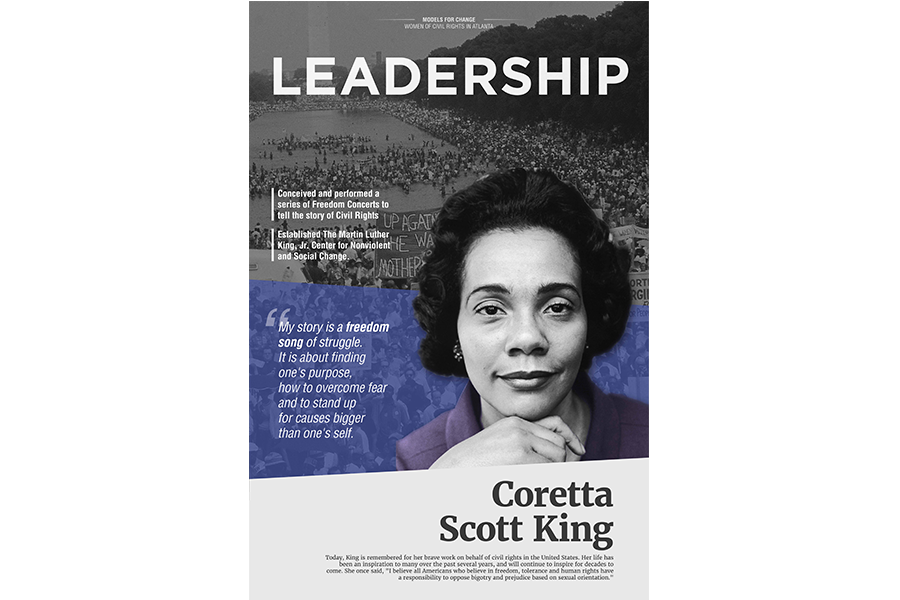 MODELS FOR CHANGE
WOMEN OF CIVIL RIGHTS IN ATLANTA
LEADERSHIP
Conceived and performed a
series of Freedom Concerts to
tell the story of Civil Rights
Established The Martin Luther
King, Jr. Center for Nonviolent
and Social Change.
UP AGAIN
HE WA
MOTHER
“My story is a freedom
song of struggle.
It is about finding
one's purpose,
how to overcome fear
and to stand up
for causes bigger
than one's self.
Coretta
Scott King
Today, King is remembered for her brave work on behalf of civil rights in the United States. Her life has
been an inspiration to many over the past several years, and will continue to inspire for decades to
come. She once said, "I believe all Americans who believe in freedom, tolerance and human rights have
a responsibility to oppose bigotry and prejudice based on sexual orientation."